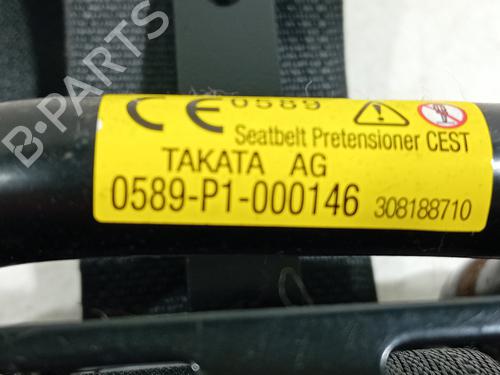 B-PARTS
CE 0589
Seatbelt Pretensioner CEST
TAKATA AG
0589-P1-000146 308188710